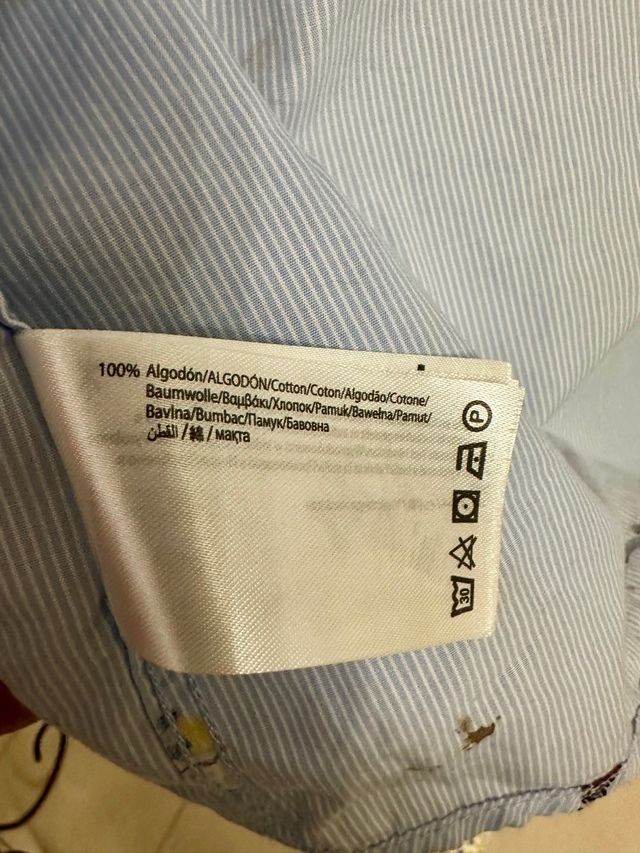 100% Algodón/ALGODÓN/Cotton/Coton/Algodão/Cotone/
Baumwolle/Βαμβάκι/Хлопок/Pamuk/Bawełna/Pamut/
Bavlna/Bumbac/Памук/Бавовна
القطن /綿/ мақта
P
30